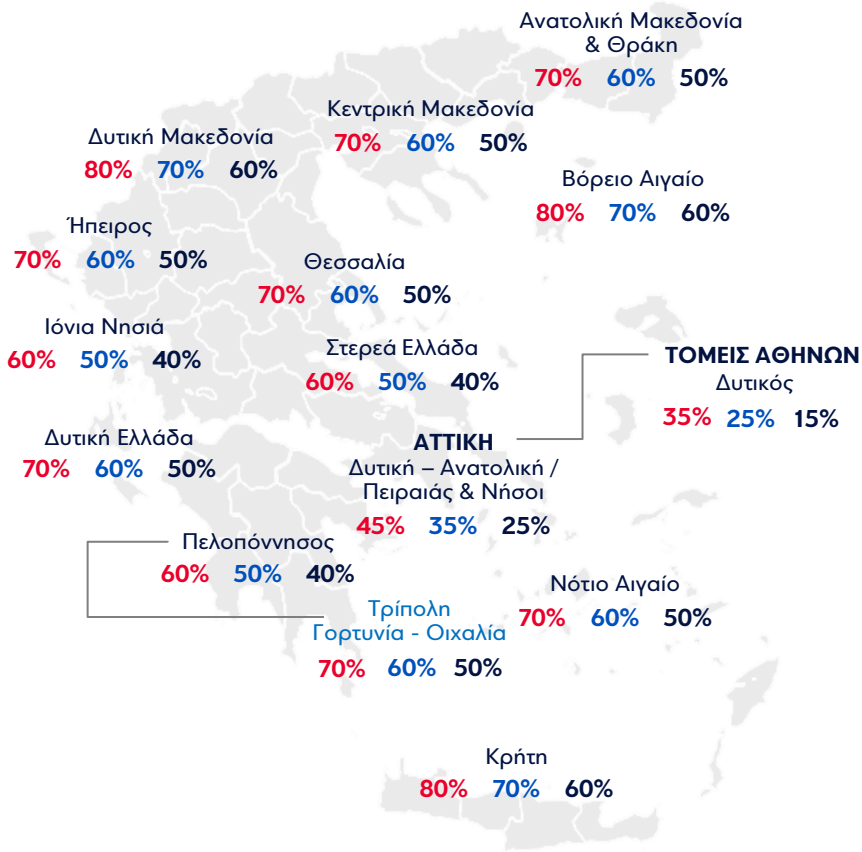 Ανατολική Μακεδονία
& Θράκη
70% 60% 50%
Κεντρική Μακεδονία
70% 60% 50%
Δυτική Μακεδονία
80% 70% 60%
Βόρειο Αιγαίο
80% 70% 60%
Ήπειρος
70% 60% 50%
Θεσσαλία
70% 60% 50%
Ιόνια Νησιά
60% 50% 40%
Στερεά Ελλάδα
60% 50% 40%
ΤΟΜΕΙΣ ΑΘΗΝΩΝ
Δυτικός
35% 25% 15%
Δυτική Ελλάδα
70% 60% 50%
ΑΤΤΙΚΗ
Δυτική – Ανατολική /
Πειραιάς & Νήσοι
45% 35% 25%
Πελοπόννησος
60% 50% 40%
Τρίπολη
Γορτυνία - Οιχαλία
70% 60% 50%
Νότιο Αιγαίο
70% 60% 50%
Κρήτη
80% 70% 60%